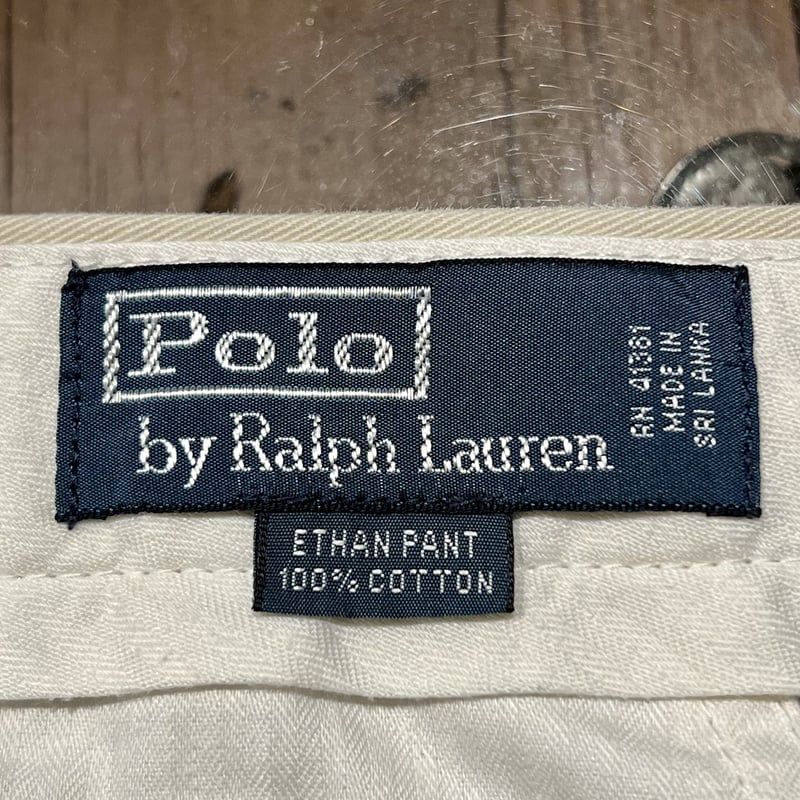 Polo
by Ralph Lauren
RN 41381
MADE IN
SRI LANKA
ETHAN PANT
100% COTTON